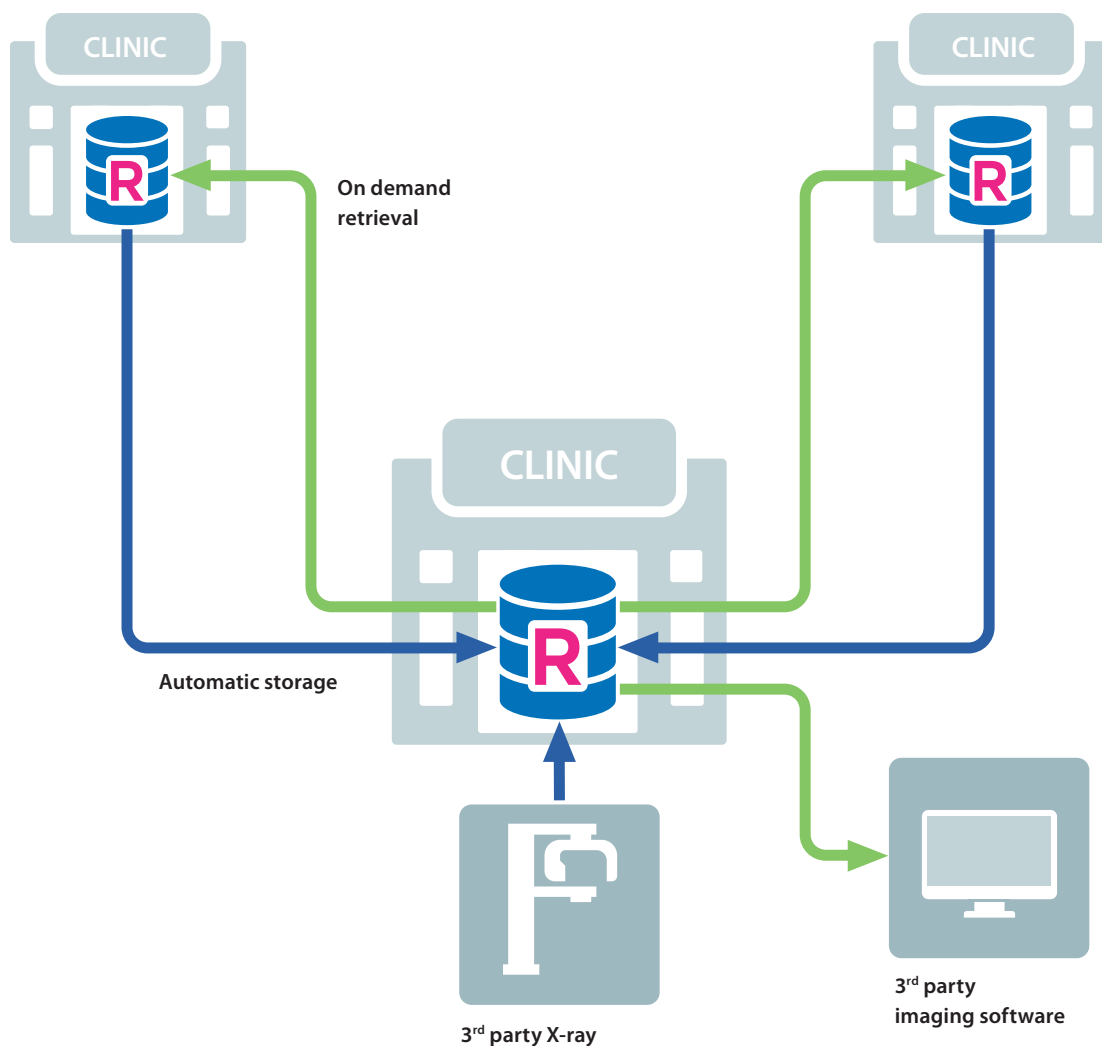 CLINIC
CLINIC
R
R
On demand
retrieval
CLINIC
R
Automatic storage
3rd party
imaging software
3rd party X-ray